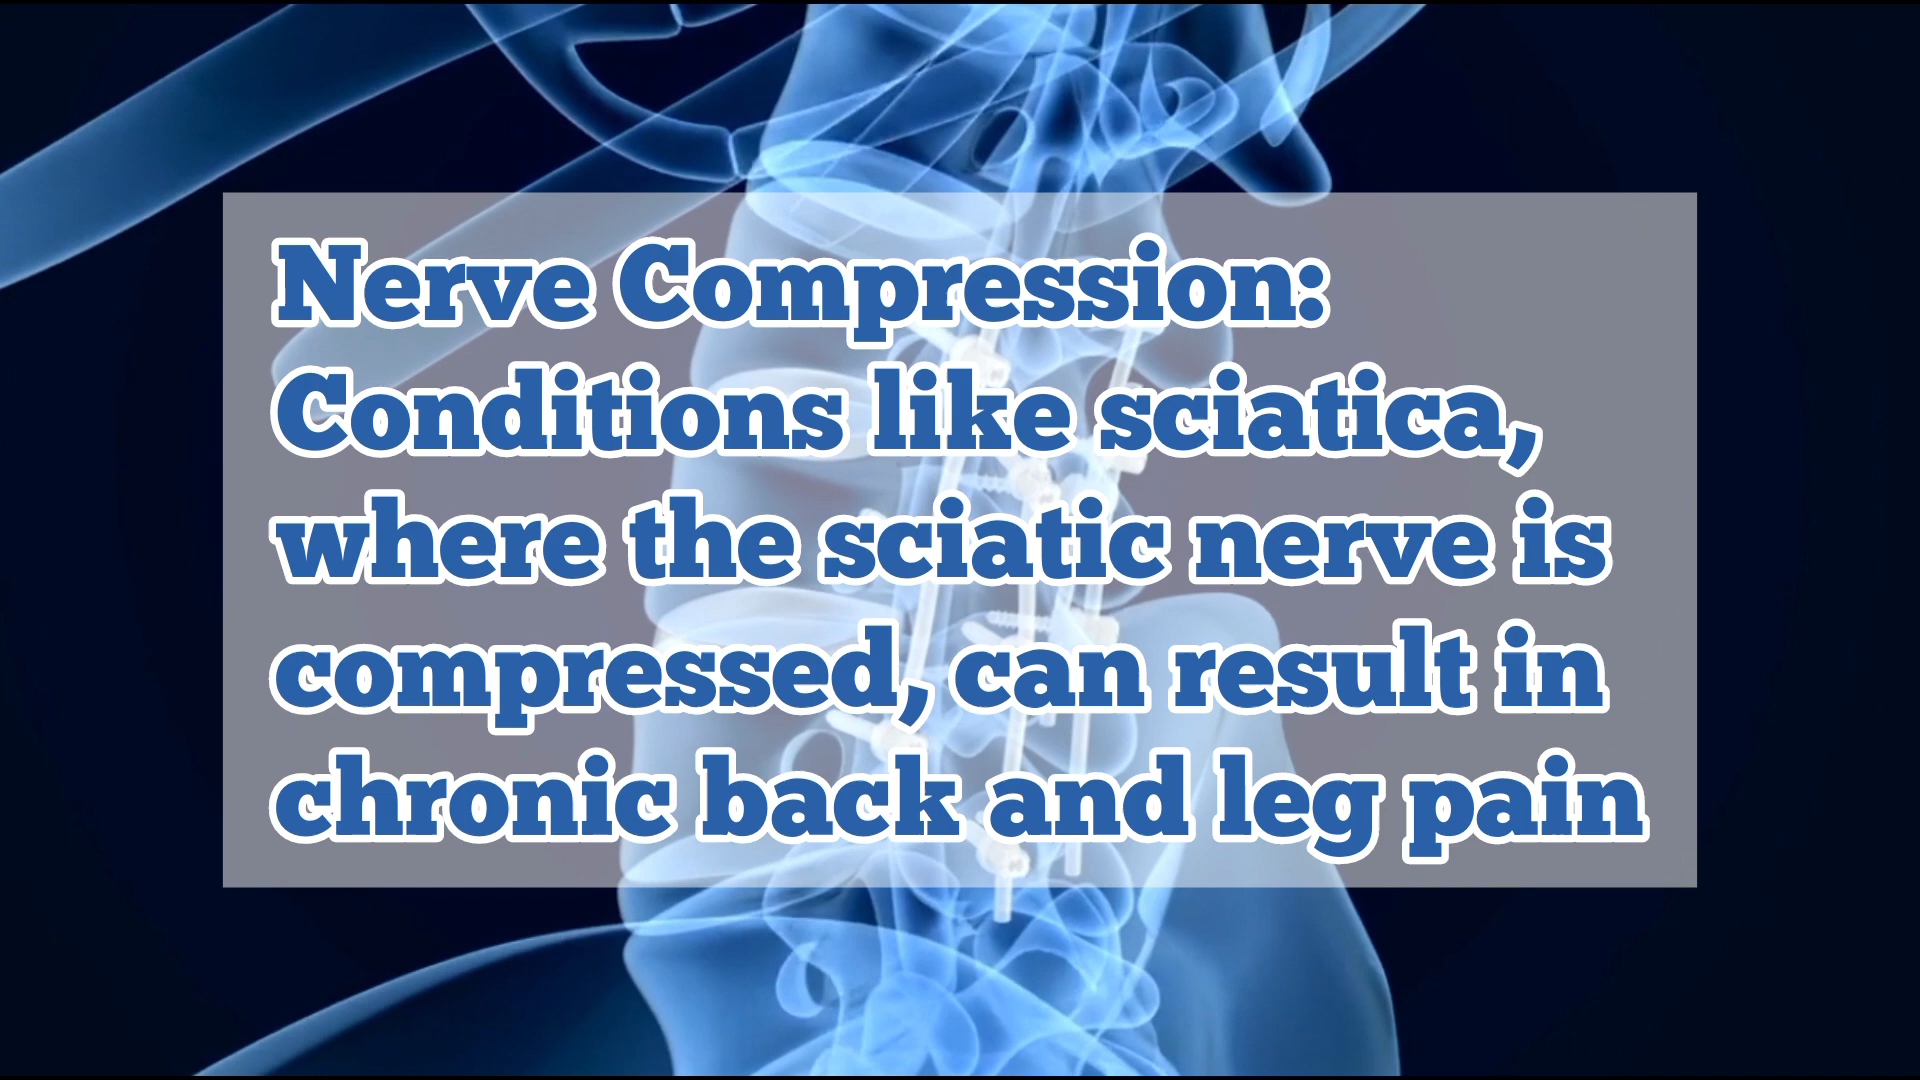 Nerve Compression:
Conditions like sciatica,
where the sciatic nerve is
compressed, can result in
chronic back and leg pain